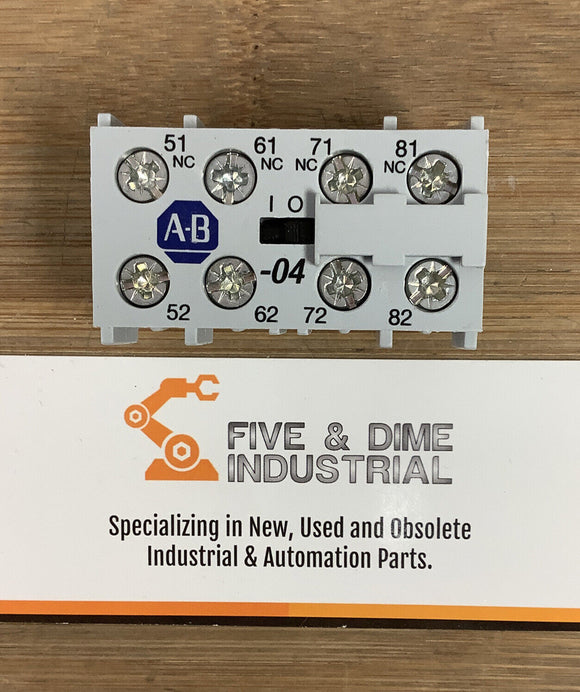 51 61 71 81
NC NC NC NC
I O
A-B
-04
52 62 72 82
FIVE & DIME
INDUSTRIAL
Specializing in New, Used and Obsolete
Industrial & Automation Parts.